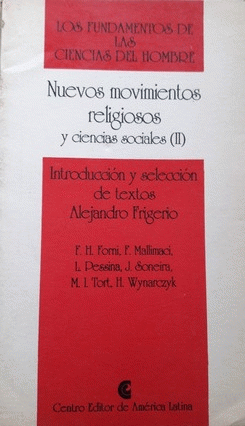 LOS FUNDAMENTOS DE
LAS
CIENCIAS DEL HOMBRE
Nuevos movimientos
religiosos
y ciencias sociales (II)
Introducción y selección
de textos
Alejandro Frigerio
F. H. Forni, F. Mallimaci,
L. Pessina, J. Soneira,
M. I. Tort, H. Wynarczyk
Centro Editor de América Latina